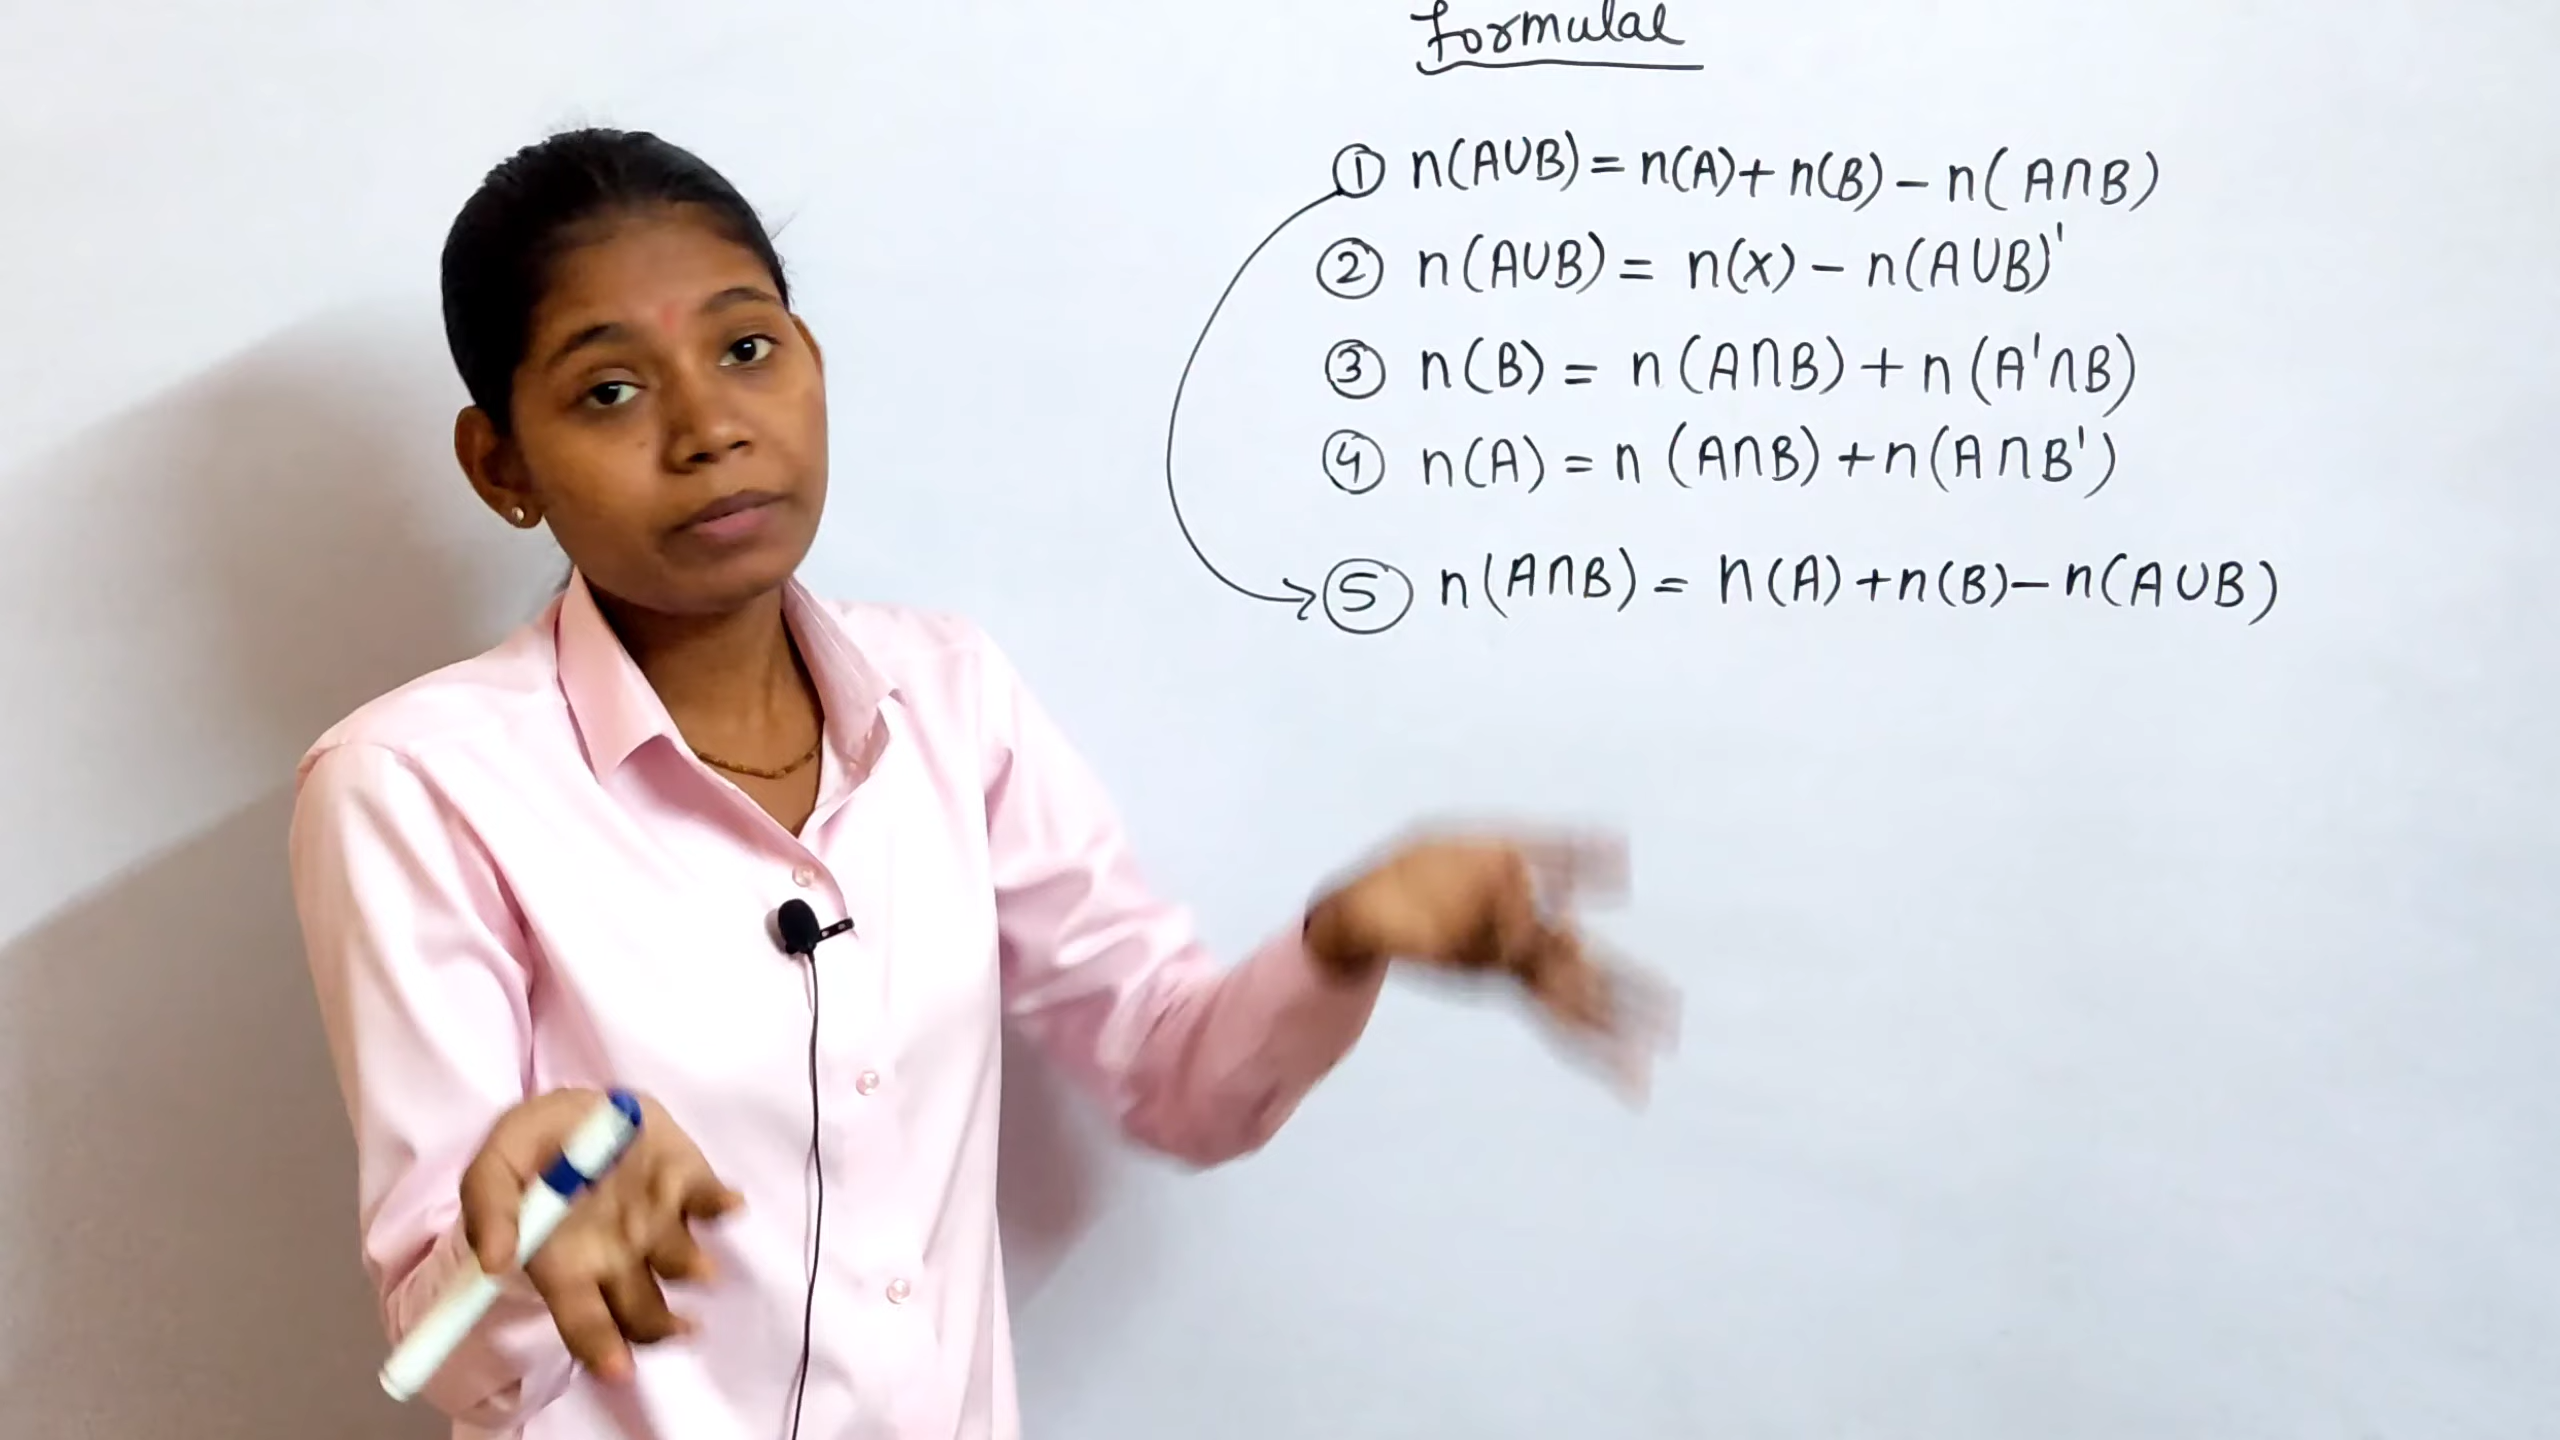 Formulae
① n(A∪B) = n(A) + n(B) - n(A∩B)
② n(A∪B) = n(X) - n(A∪B)'
③ n(B) = n(A∩B) + n(A'∩B)
④ n(A) = n(A∩B) + n(A∩B')
⑤ n(A∩B) = n(A) + n(B) - n(A∪B)